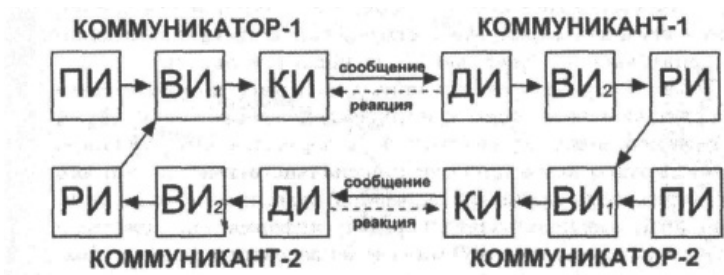 КОММУНИКАТОР-1 КОММУНИКАНТ-1
ПИ ВИ₁ КИ сообщение ДИ ВИ₂ РИ
реакция
РИ ВИ₂ ДИ сообщение КИ ВИ₁ ПИ
реакция
КОММУНИКАНТ-2 КОММУНИКАТОР-2